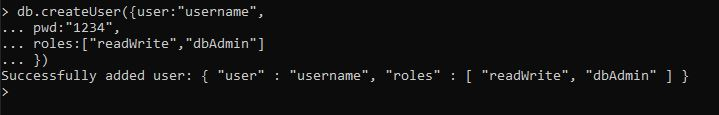 > db.createUser({user:"username",
... pwd:"1234",
... roles:["readWrite","dbAdmin"]
... })
Successfully added user: { "user" : "username", "roles" : [ "readWrite", "dbAdmin" ] }
>